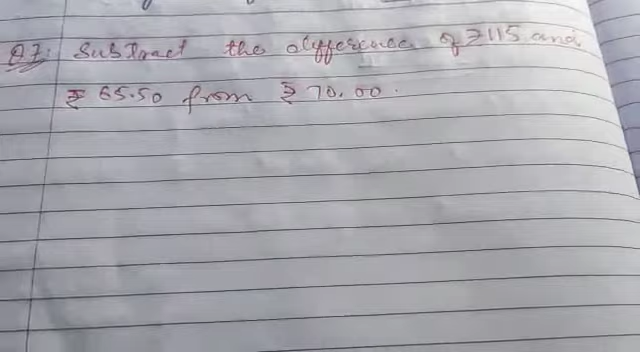 Q7: Subtract the difference of ₹115 and
₹ 65.50 from ₹ 70.00.